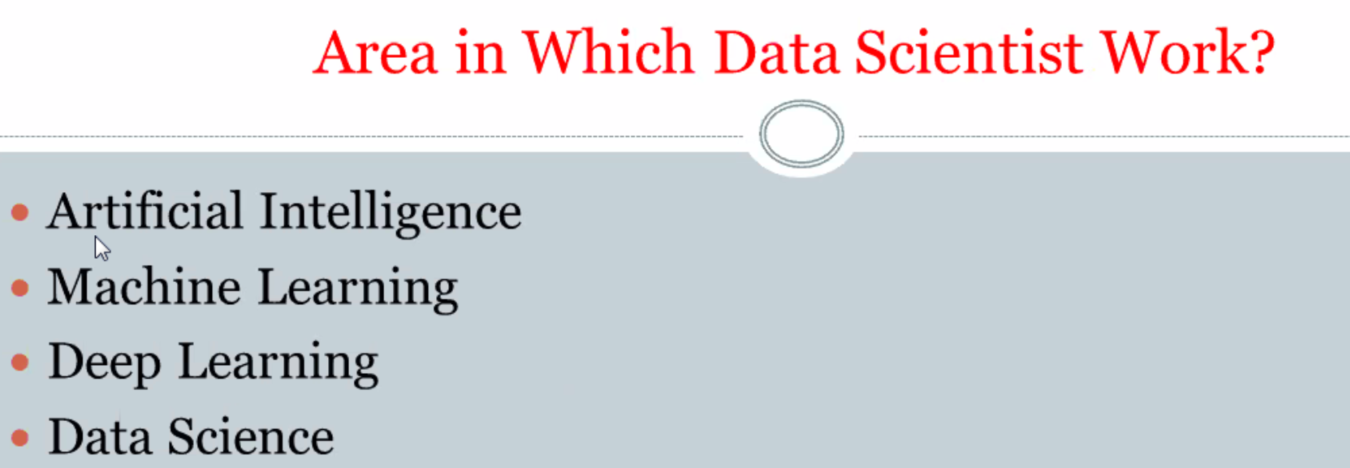 Area in Which Data Scientist Work?
Artificial Intelligence
Machine Learning
Deep Learning
Data Science